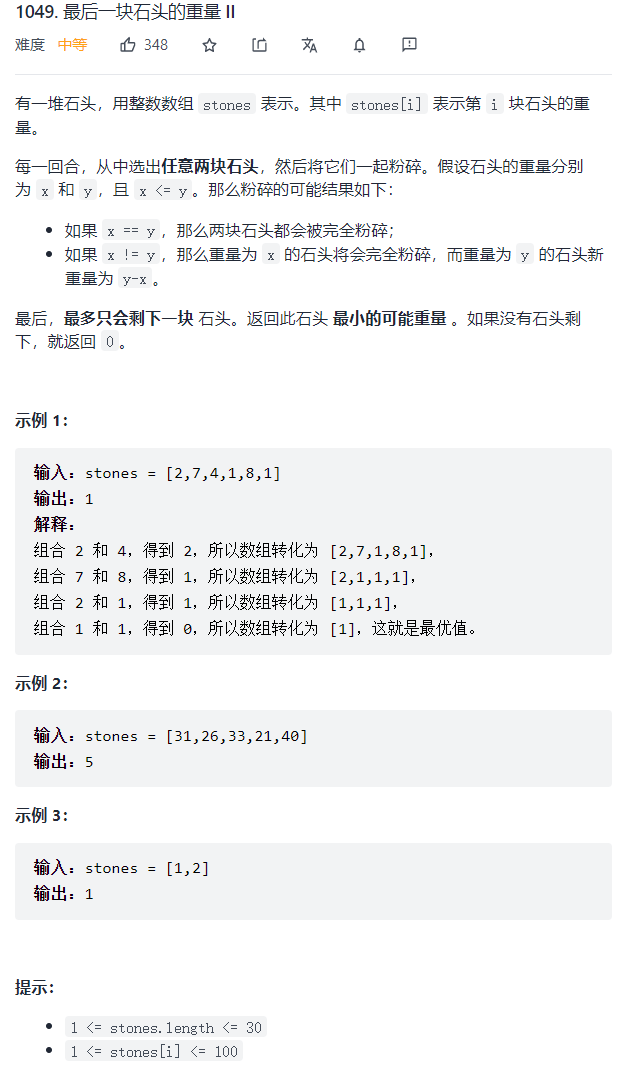 1049. 最后一块石头的重量 II
难度 中等 348
有一堆石头，用整数数组 stones 表示。其中 stones[i] 表示第 i 块石头的重
量。
每一回合，从中选出任意两块石头，然后将它们一起粉碎。假设石头的重量分别
为 x 和 y，且 x <= y。那么粉碎的可能结果如下：
如果 x == y，那么两块石头都会被完全粉碎；
如果 x != y，那么重量为 x 的石头将会完全粉碎，而重量为 y 的石头新
重量为 y-x。
最后，最多只会剩下一块 石头。返回此石头 最小的可能重量 。如果没有石头剩
下，就返回 0。
示例 1：
输入：stones = [2,7,4,1,8,1]
输出：1
解释：
组合 2 和 4，得到 2，所以数组转化为 [2,7,1,8,1]，
组合 7 和 8，得到 1，所以数组转化为 [2,1,1,1]，
组合 2 和 1，得到 1，所以数组转化为 [1,1,1]，
组合 1 和 1，得到 0，所以数组转化为 [1]，这就是最优值。
示例 2：
输入：stones = [31,26,33,21,40]
输出：5
示例 3：
输入：stones = [1,2]
输出：1
提示：
1 <= stones.length <= 30
1 <= stones[i] <= 100